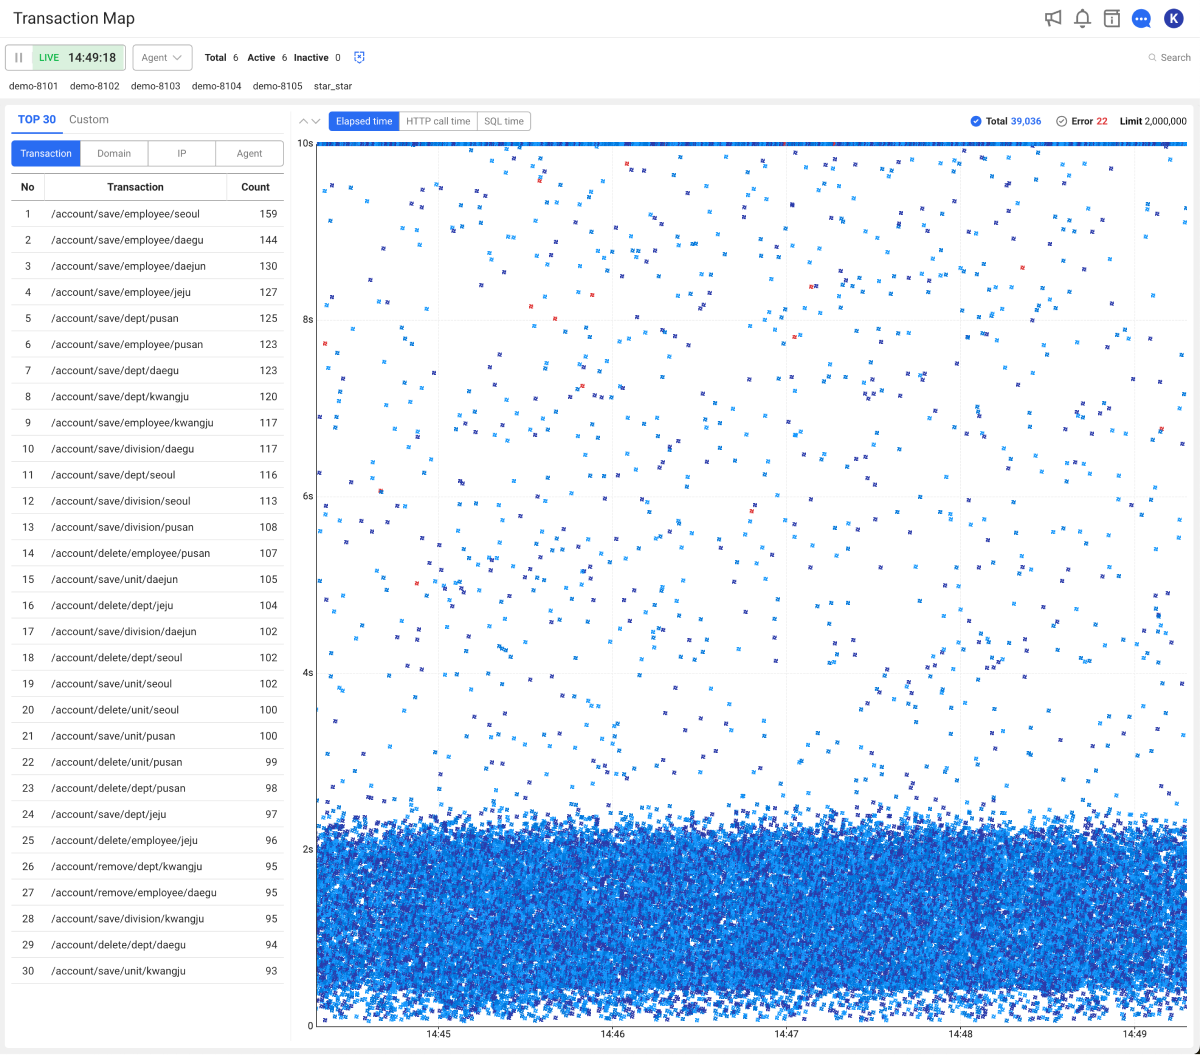 Transaction Map
K
LIVE 14:49:18 Agent Total 6 Active 6 Inactive 0 Search
demo-8101 demo-8102 demo-8103 demo-8104 demo-8105 star_star
TOP 30 Custom
Transaction Domain IP Agent
No Transaction Count
1 /account/save/employee/seoul 159
2 /account/save/employee/daegu 144
3 /account/save/employee/daejun 130
4 /account/save/employee/jeju 127
5 /account/save/dept/pusan 125
6 /account/save/employee/pusan 123
7 /account/save/dept/daegu 123
8 /account/save/dept/kwangju 120
9 /account/save/employee/kwangju 117
10 /account/save/division/daegu 117
11 /account/save/dept/seoul 116
12 /account/save/division/seoul 113
13 /account/save/division/pusan 108
14 /account/delete/employee/pusan 107
15 /account/save/unit/daejun 105
16 /account/delete/dept/jeju 104
17 /account/save/division/daejun 102
18 /account/delete/dept/seoul 102
19 /account/save/unit/seoul 102
20 /account/delete/unit/seoul 100
21 /account/save/unit/pusan 100
22 /account/delete/unit/pusan 99
23 /account/delete/dept/pusan 98
24 /account/save/dept/jeju 97
25 /account/delete/employee/jeju 96
26 /account/remove/dept/kwangju 95
27 /account/remove/employee/daegu 95
28 /account/save/division/kwangju 95
29 /account/delete/dept/daegu 94
30 /account/save/unit/kwangju 93
Elapsed time HTTP call time SQL time Total 39,036 Error 22 Limit 2,000,000
10s
8s
6s
4s
2s
0
14:45 14:46 14:47 14:48 14:49